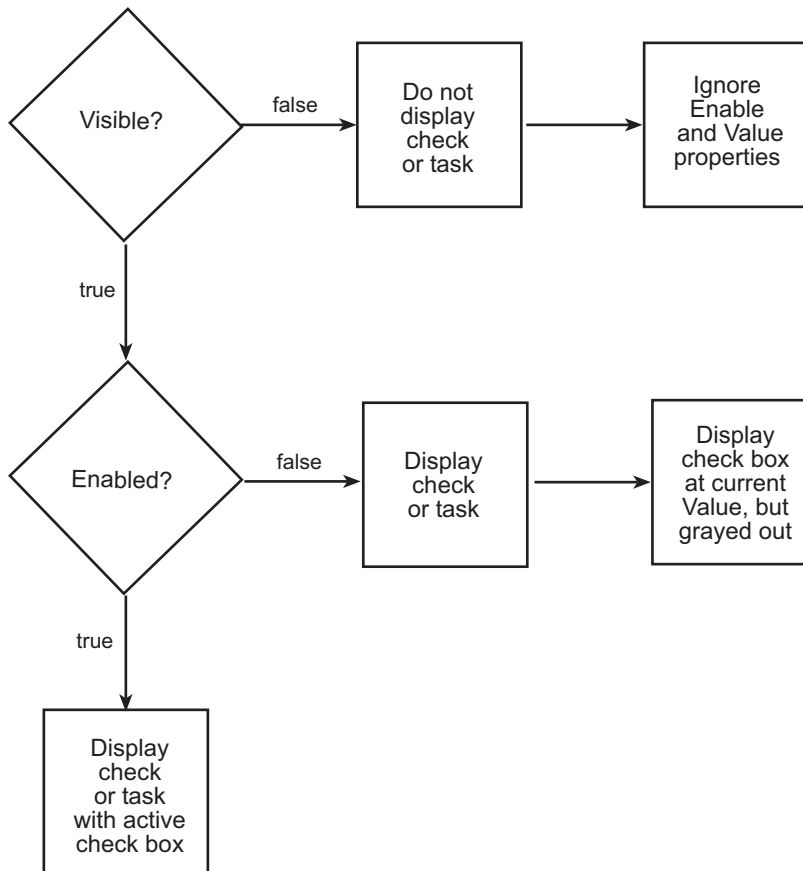 Visible?
false
Do not
display
check
or task
Ignore
Enable
and Value
properties
true
Enabled?
false
Display
check
or task
Display
check box
at current
Value, but
grayed out
true
Display
check
or task
with active
check box